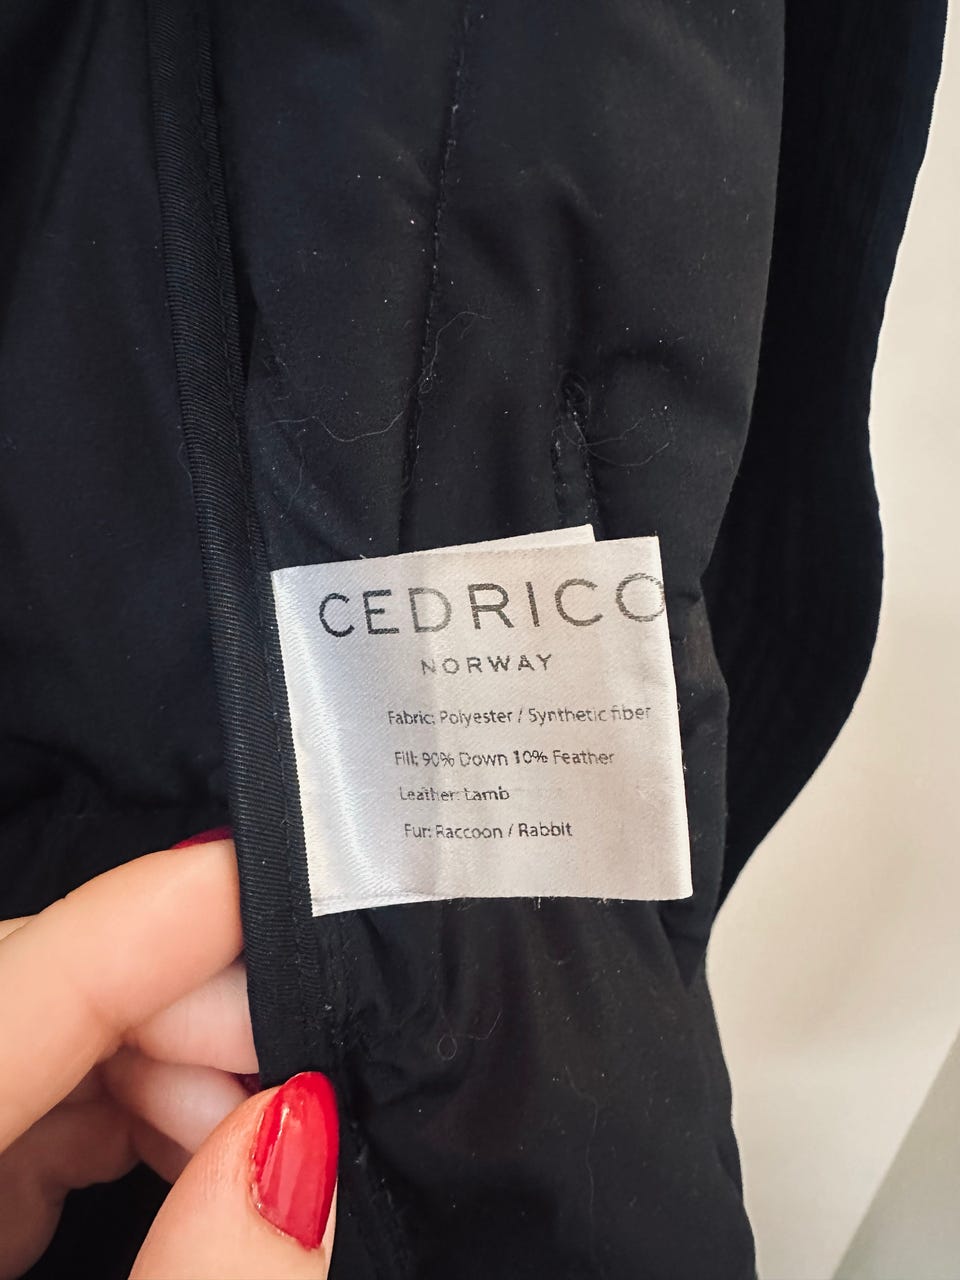 CEDRICO
NORWAY
Fabric: Polyester / Synthetic fiber
Fill: 90% Down 10% Feather
Leather: Lamb
Fur: Raccoon / Rabbit